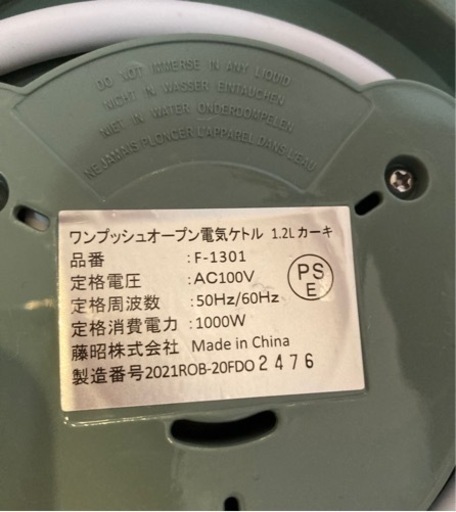 DO NOT IMMERSE IN ANY LIQUID
NICHT IN WASSER EINTAUCHEN
NIET IN WATER ONDERDOMPELEN
NE JAMAIS PLONCER L'APPAREIL DANS L'EAU
ワンプッシュオープン電気ケトル 1.2L カーキ
品番 :F-1301
定格電圧 :AC100V
定格周波数 :50Hz/60Hz
定格消費電力:1000W
藤昭株式会社 Made in China
製造番号2021ROB-20FDO 2476
PS
E